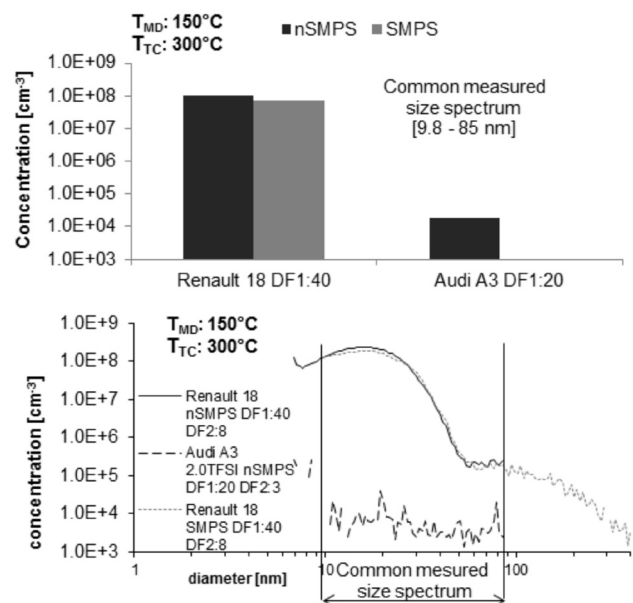 T_MD: 150°C
T_TC: 300°C
nSMPS SMPS
Concentration [cm-3]
1.0E+09
1.0E+08
1.0E+07
1.0E+06
1.0E+05
1.0E+04
1.0E+03
Common measured
size spectrum
[9.8 - 85 nm]
Renault 18 DF1:40 Audi A3 DF1:20
T_MD: 150°C
T_TC: 300°C
concentration [cm-3]
1.0E+9
1.0E+8
1.0E+7
1.0E+6
1.0E+5
1.0E+4
1.0E+3
Renault 18
nSMPS DF1:40
DF2:8
Audi A3
2.0TFSI nSMPS
DF1:20 DF2:3
Renault 18
SMPS DF1:40
DF2:8
1 10 100
diameter [nm]
Common mesured
size spectrum